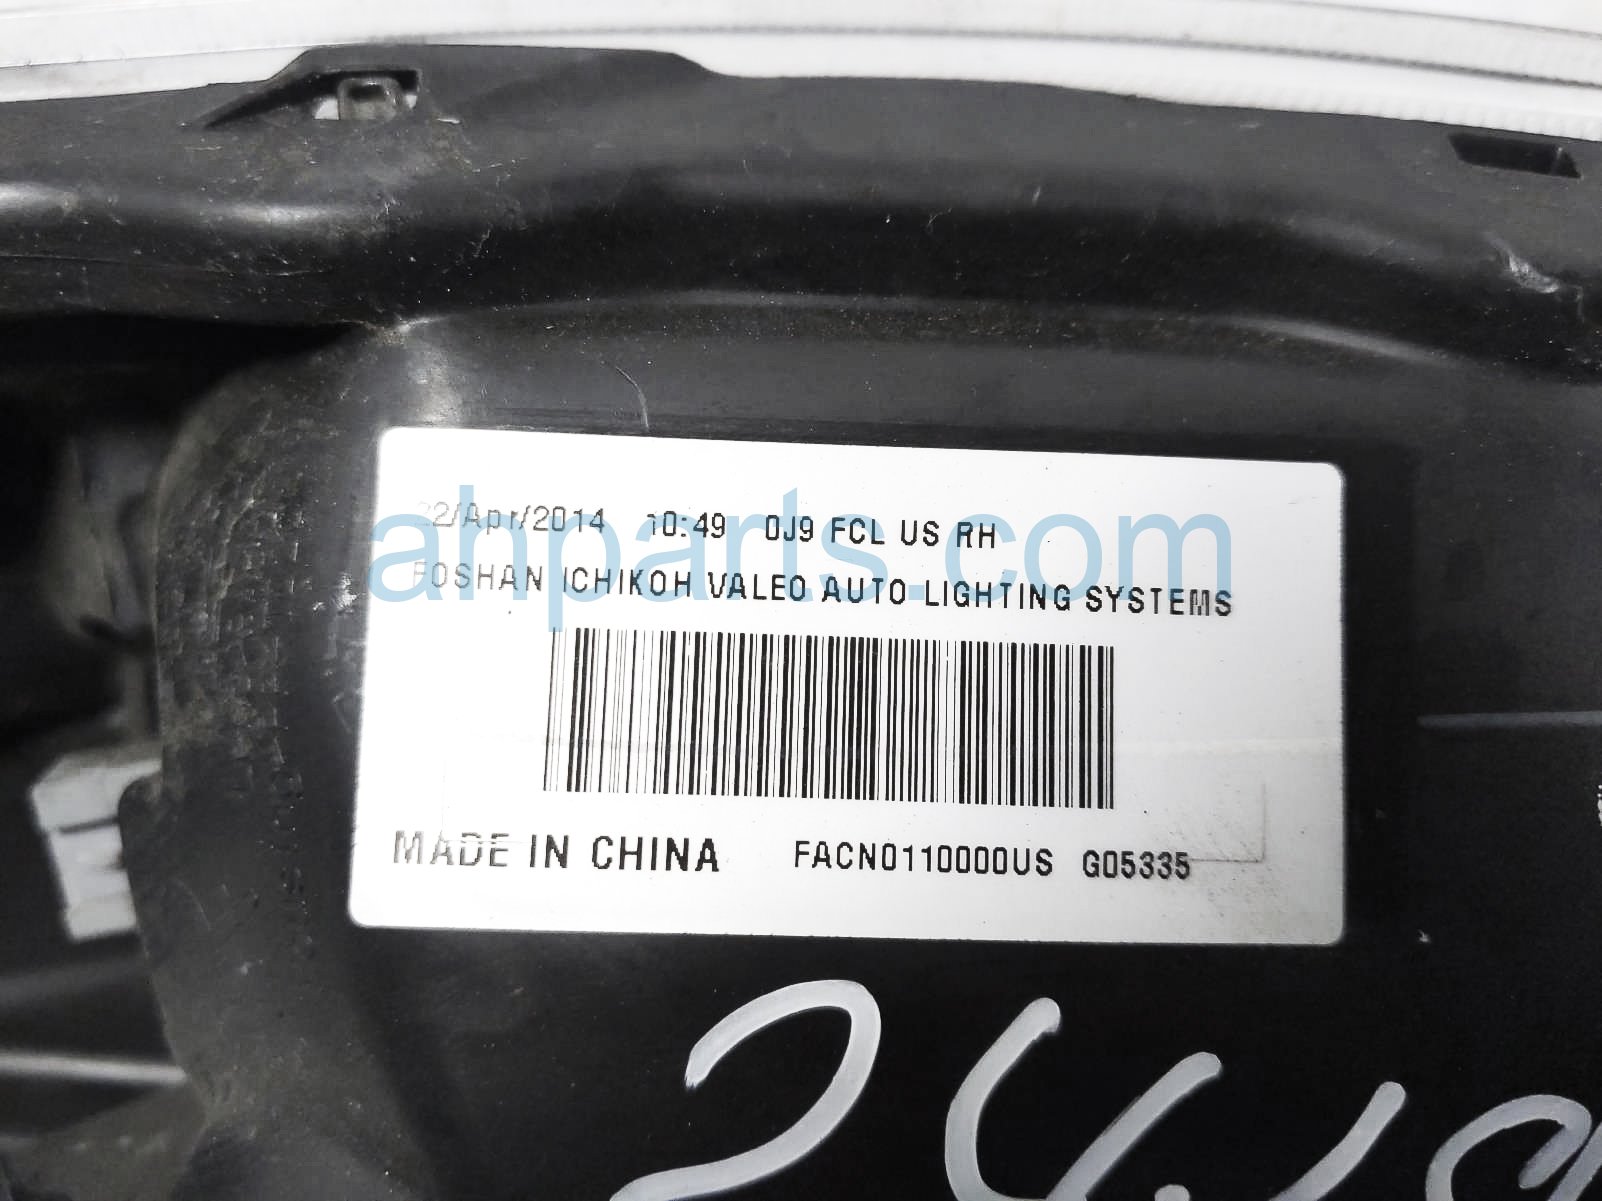 22/Apr/2014 10:49 0J9 FCL US RH
FOSHAN ICHIKOH VALEO AUTO LIGHTING SYSTEMS
ahparts.com
MADE IN CHINA FACN0110000US G05335